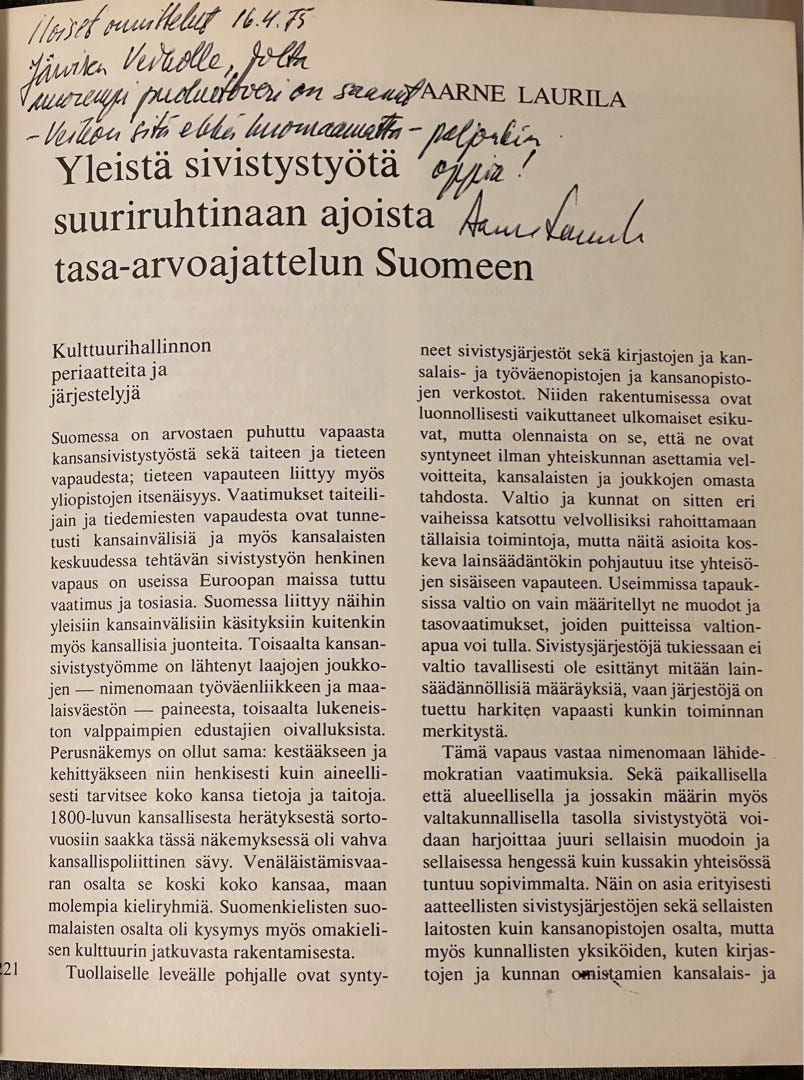 Iloiset onnittelut 16.4.75
Järvisen Veikolle, jolta
nuorempi puoluetoveri on saanut
- Veikon sitä ehkä huomaamatta - paljonkin
oppia!
Aarne Laurila
AARNE LAURILA
Yleistä sivistystyötä
suuriruhtinaan ajoista
tasa-arvoajattelun Suomeen
Kulttuurihallinnon
periaatteita ja
järjestelyjä
Suomessa on arvostaen puhuttu vapaasta
kansansivistystyöstä sekä taiteen ja tieteen
vapaudesta; tieteen vapauteen liittyy myös
yliopistojen itsenäisyys. Vaatimukset taiteili-
jain ja tiedemiesten vapaudesta ovat tunne-
tusti kansainvälisiä ja myös kansalaisten
keskuudessa tehtävän sivistystyön henkinen
vapaus on useissa Euroopan maissa tuttu
vaatimus ja tosiasia. Suomessa liittyy näihin
yleisiin kansainvälisiin käsityksiin kuitenkin
myös kansallisia juonteita. Toisaalta kansan-
sivistystyömme on lähtenyt laajojen joukko-
jen — nimenomaan työväenliikkeen ja maa-
laisväestön — paineesta, toisaalta lukeneis-
ton valppaimpien edustajien oivalluksista.
Perusnäkemys on ollut sama: kestääkseen ja
kehittyäkseen niin henkisesti kuin aineelli-
sesti tarvitsee koko kansa tietoja ja taitoja.
1800-luvun kansallisesta herätyksestä sorto-
vuosiin saakka tässä näkemyksessä oli vahva
kansallispoliittinen sävy. Venäläistämisvaa-
ran osalta se koski koko kansaa, maan
molempia kieliryhmiä. Suomenkielisten suo-
malaisten osalta oli kysymys myös omakieli-
sen kulttuurin jatkuvasta rakentamisesta.
Tuollaiselle leveälle pohjalle ovat synty-
neet sivistysjärjestöt sekä kirjastojen ja kan-
salais- ja työväenopistojen ja kansanopisto-
jen verkostot. Niiden rakentumisessa ovat
luonnollisesti vaikuttaneet ulkomaiset esiku-
vat, mutta olennaista on se, että ne ovat
syntyneet ilman yhteiskunnan asettamia vel-
voitteita, kansalaisten ja joukkojen omasta
tahdosta. Valtio ja kunnat on sitten eri
vaiheissa katsottu velvollisiksi rahoittamaan
tällaisia toimintoja, mutta näitä asioita kos-
keva lainsäädäntökin pohjautuu itse yhteisö-
jen sisäiseen vapauteen. Useimmissa tapauk-
sissa valtio on vain määritellyt ne muodot ja
tasovaatimukset, joiden puitteissa valtion-
apua voi tulla. Sivistysjärjestöjä tukiessaan ei
valtio tavallisesti ole esittänyt mitään lain-
säädännöllisiä määräyksiä, vaan järjestöjä on
tuettu harkiten vapaasti kunkin toiminnan
merkitystä.
Tämä vapaus vastaa nimenomaan lähide-
mokratian vaatimuksia. Sekä paikallisella
että alueellisella ja jossakin määrin myös
valtakunnallisella tasolla sivistystyötä voi-
daan harjoittaa juuri sellaisin muodoin ja
sellaisessa hengessä kuin kussakin yhteisössä
tuntuu sopivimmalta. Näin on asia erityisesti
aatteellisten sivistysjärjestöjen sekä sellaisten
laitosten kuin kansanopistojen osalta, mutta
myös kunnallisten yksiköiden, kuten kirjas-
tojen ja kunnan omistamien kansalais- ja
221